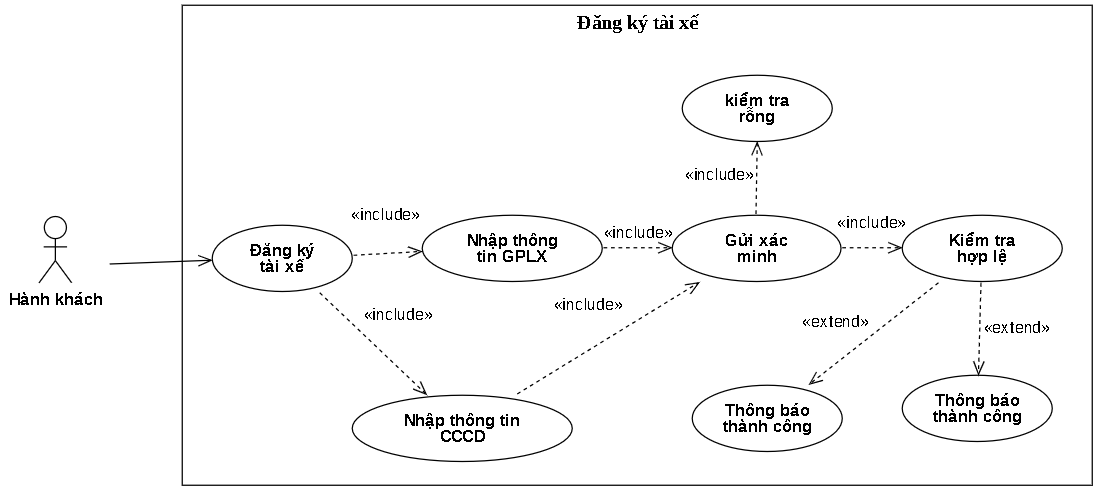 Đăng ký tài xế
kiểm tra
rỗng
«include»
«include»
Nhập thông
tin GPLX
«include»
Gửi xác
minh
«include»
Kiểm tra
hợp lệ
Đăng ký
tài xế
Hành khách
«include»
«include»
«extend»
«extend»
Nhập thông tin
CCCD
Thông báo
thành công
Thông báo
thành công